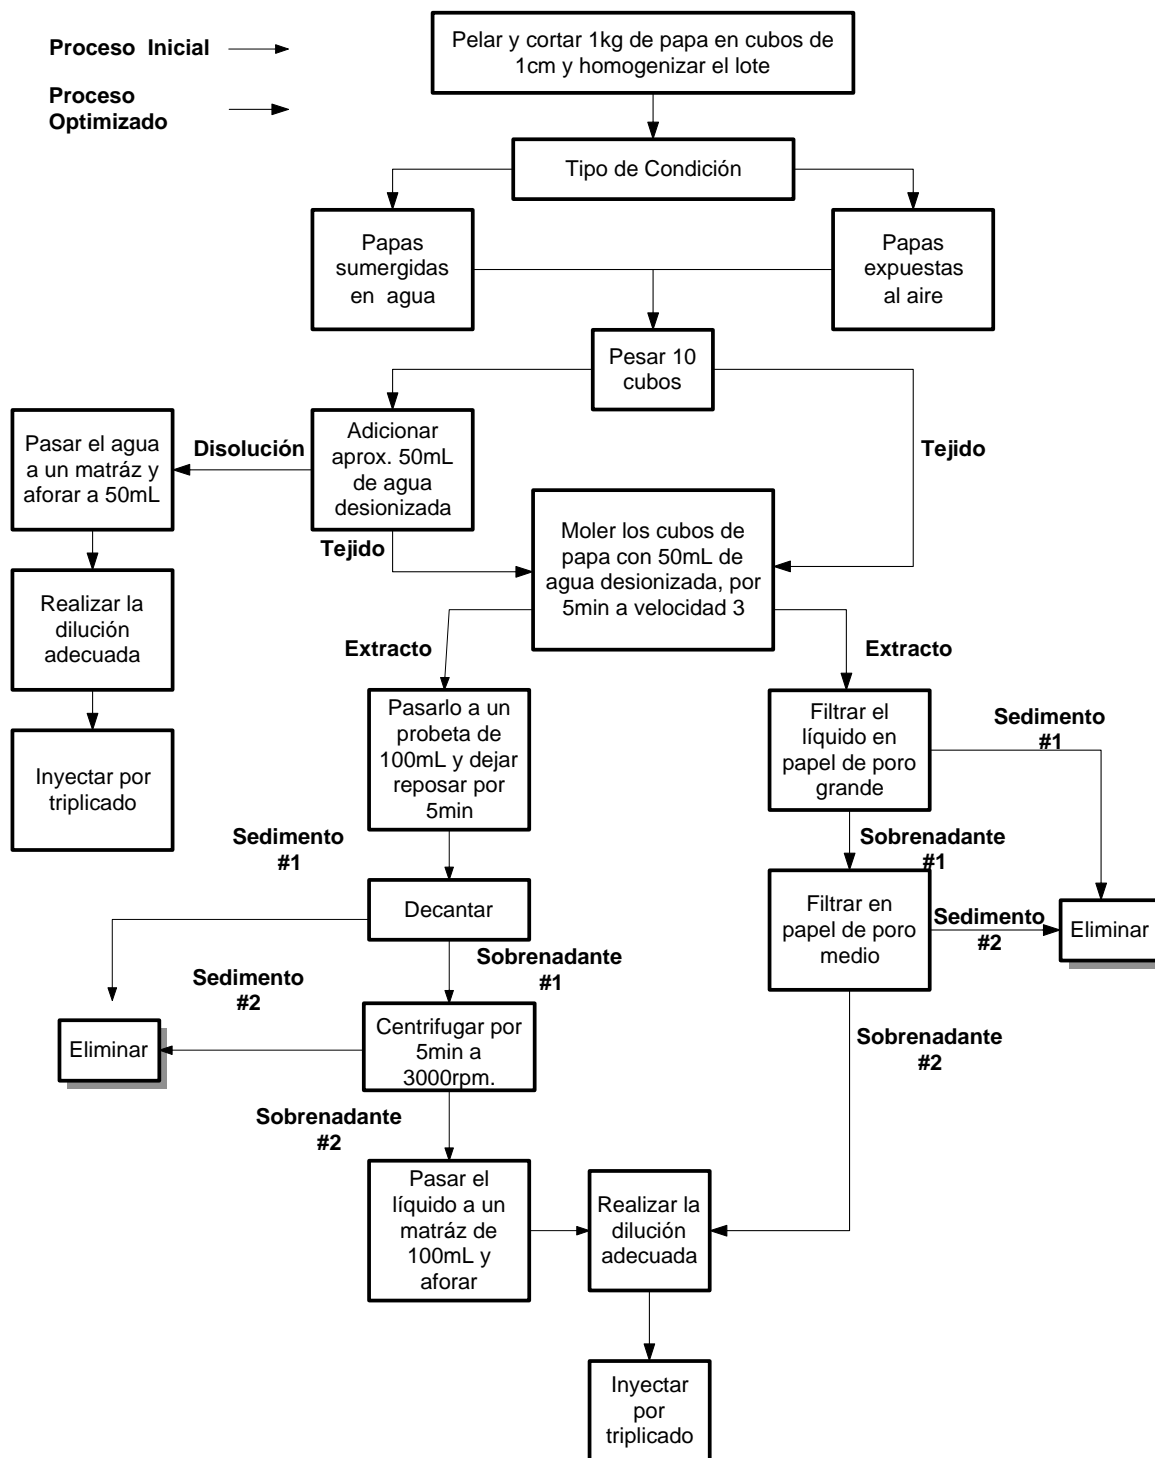 Proceso Inicial
Proceso
Optimizado
Pelar y cortar 1kg de papa en cubos de
1cm y homogenizar el lote
Tipo de Condición
Papas
sumergidas
en agua
Papas
expuestas
al aire
Pesar 10
cubos
Pasar el agua
a un matráz y
aforar a 50mL
Disolución
Adicionar
aprox. 50mL
de agua
desionizada
Tejido
Tejido
Moler los cubos de
papa con 50mL de
agua desionizada, por
5min a velocidad 3
Realizar la
dilución
adecuada
Inyectar por
triplicado
Extracto
Extracto
Pasarlo a un
probeta de
100mL y dejar
reposar por
5min
Filtrar el
líquido en
papel de poro
grande
Sedimento
#1
Sedimento
#1
Sobrenadante
#1
Decantar
Filtrar en
papel de poro
medio
Sedimento
#2
Eliminar
Sobrenadante
#1
Sedimento
#2
Eliminar
Centrifugar por
5min a
3000rpm.
Sobrenadante
#2
Sobrenadante
#2
Pasar el
líquido a un
matráz de
100mL y
aforar
Realizar la
dilución
adecuada
Inyectar
por
triplicado